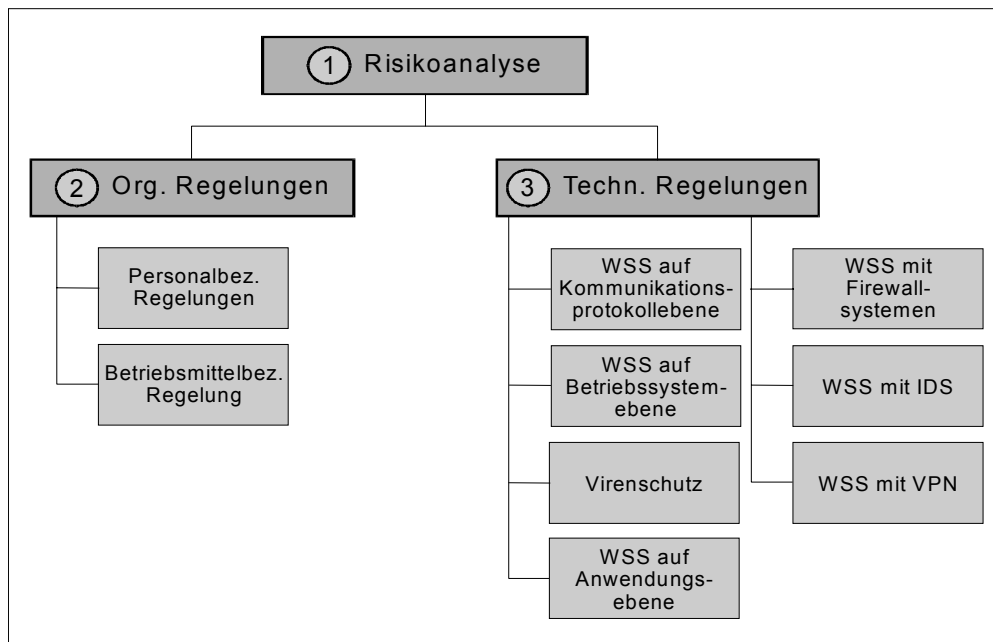 1 Risikoanalyse
2 Org. Regelungen
Personalbez.
Regelungen
Betriebsmittelbez.
Regelung
3 Techn. Regelungen
WSS auf
Kommunikations-
protokollebene
WSS auf
Betriebssystem-
ebene
Virenschutz
WSS auf
Anwendungs-
ebene
WSS mit
Firewall-
systemen
WSS mit IDS
WSS mit VPN